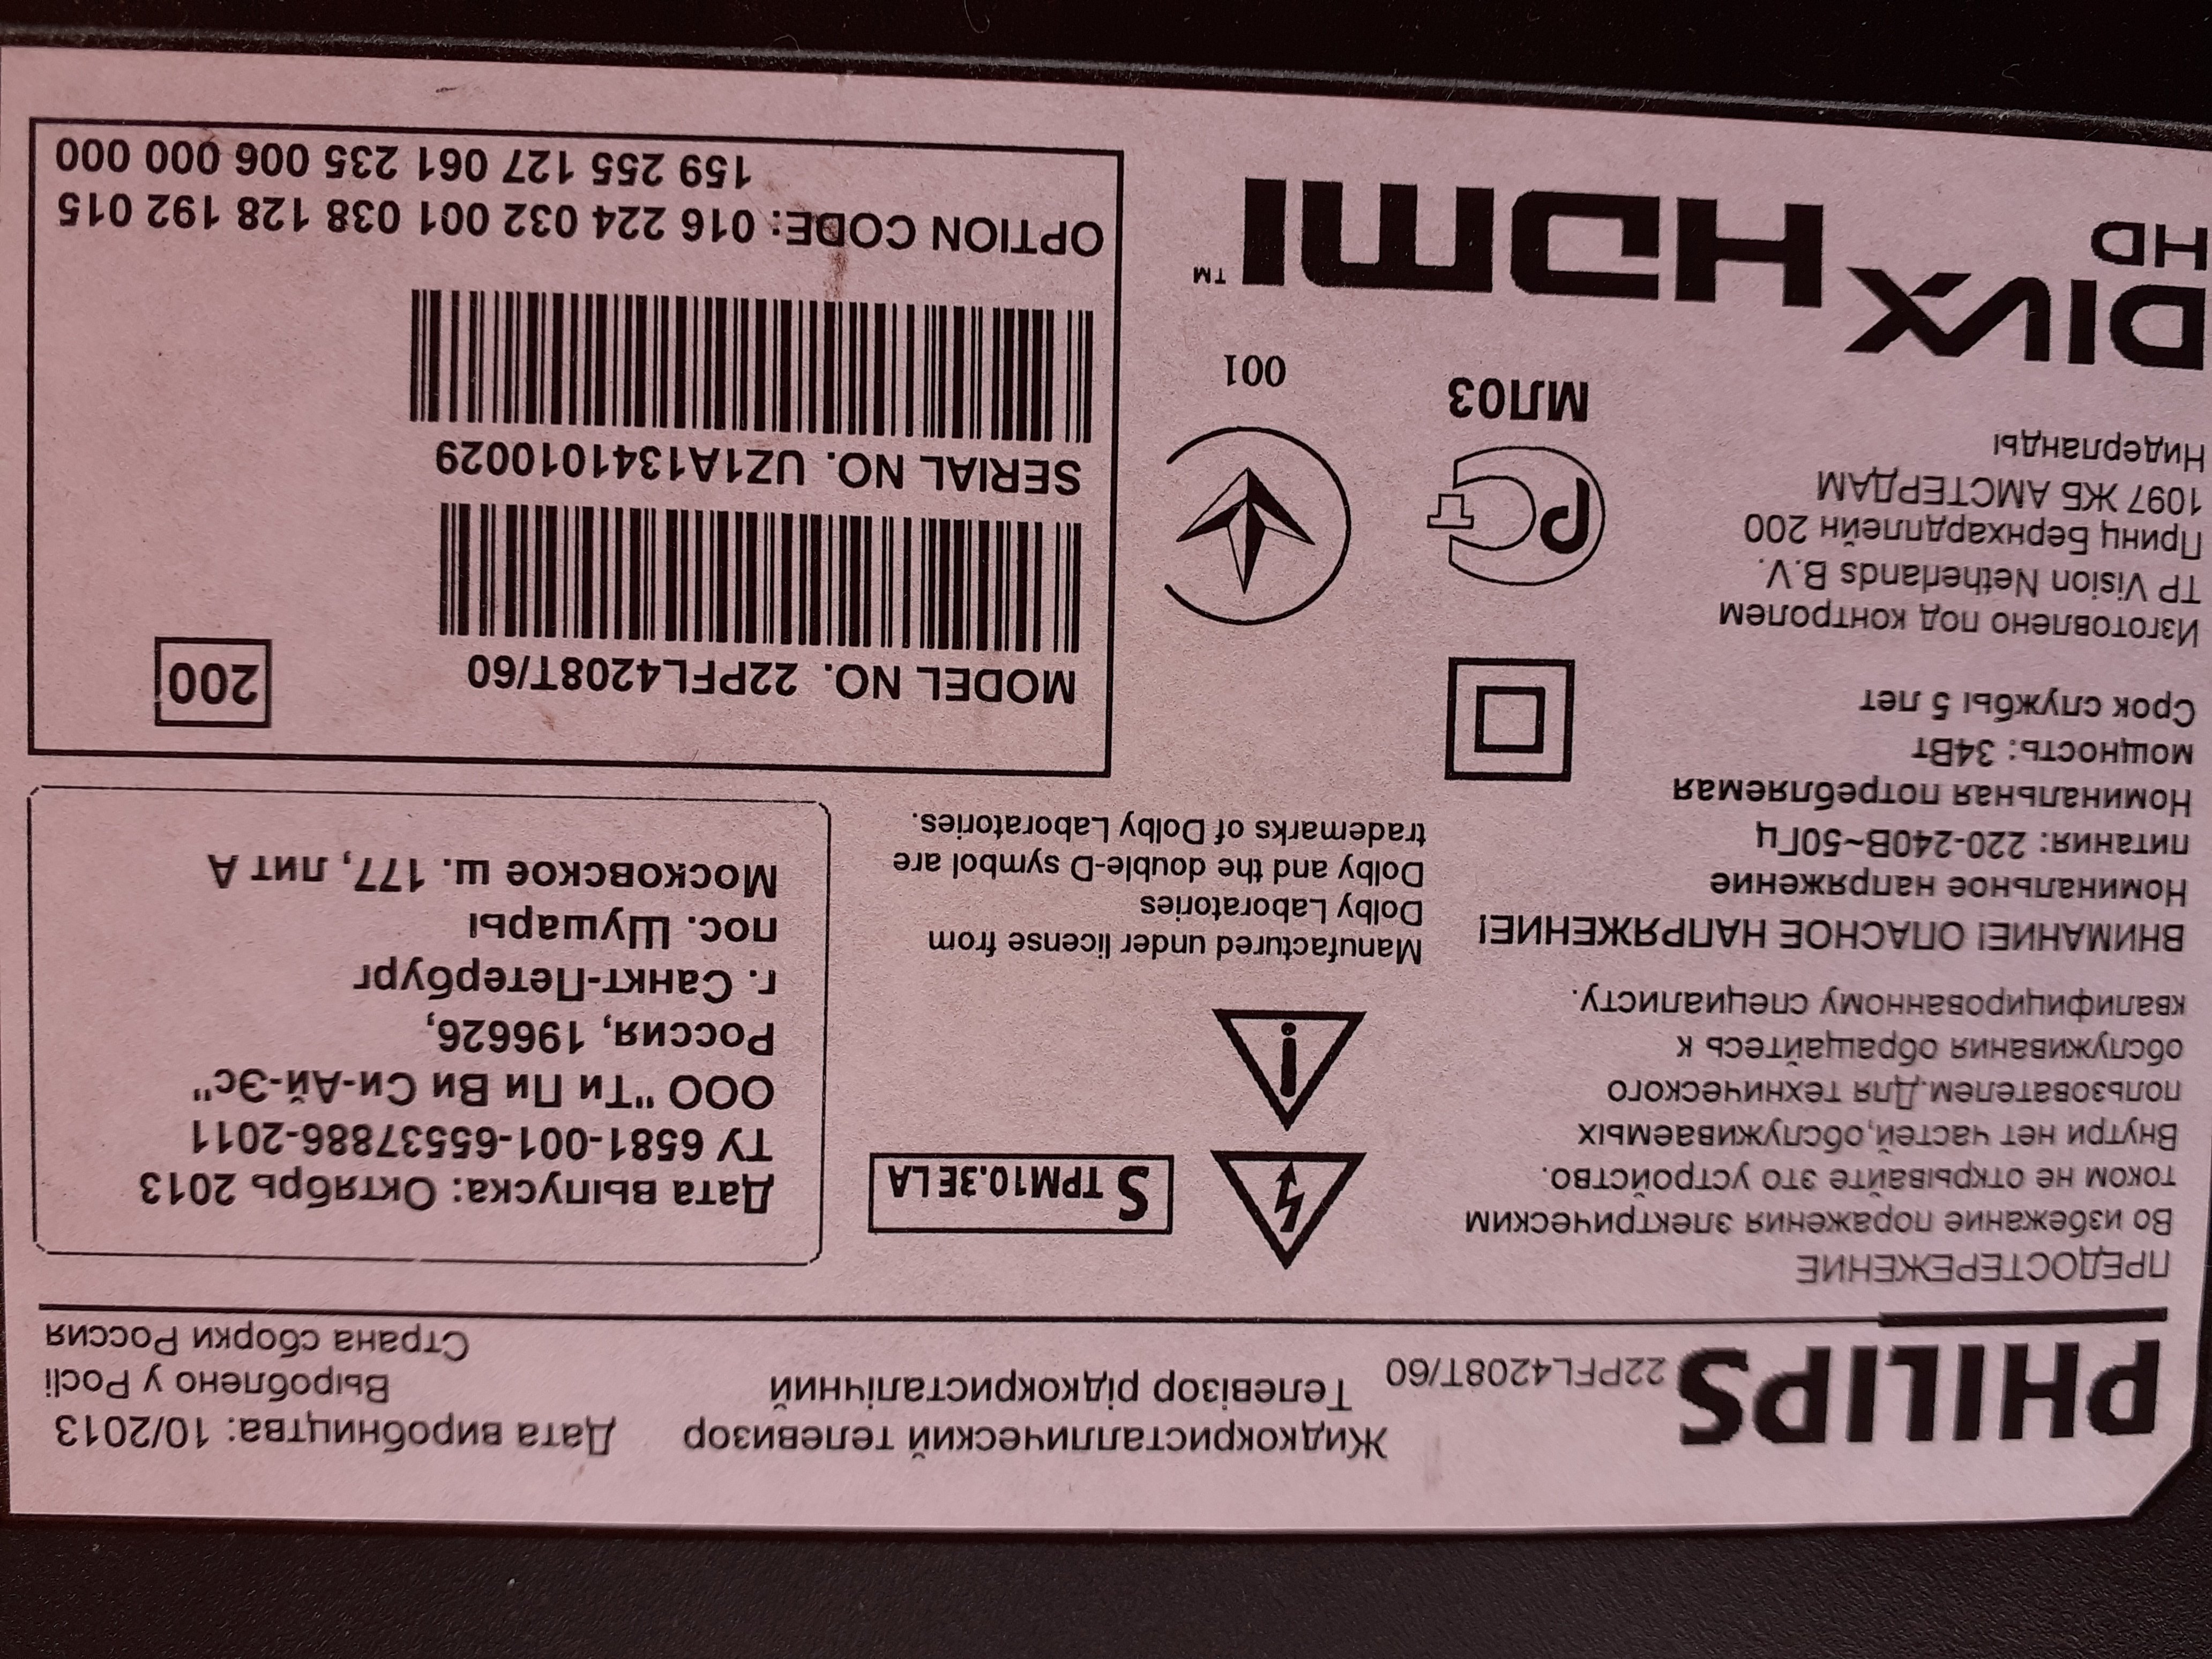 PHILIPS
22PFL4208T/60
Жидкокристаллический телевизор
Телевізор рідкокристалічний
Дата виробництва: 10/2013
Выроблено у Росіі
Страна сборки Россия
ПРЕДОСТЕРЕЖЕНИЕ
Во избежание поражения электрическим
током не открывайте это устройство.
Внутри нет частей,обслуживаемых
пользователем.Для технического
обслуживания обращайтесь к
квалифицированному специалисту.
ВНИМАНИЕ! ОПАСНОЕ НАПРЯЖЕНИЕ!
Номинальное напряжение
питания: 220-240В~50Гц
Номинальная потребляемая
мощность: 34Вт
Срок службы 5 лет
Изготовлено под контролем
TP Vision Netherlands B.V.
Принц Бернхардплейн 200
1097 ЖБ АМСТЕРДАМ
Нидерланды
DIVX
HD
HDMI™
S TPM10.3E LA
Manufactured under license from
Dolby Laboratories
Dolby and the double-D symbol are
trademarks of Dolby Laboratories.
РСТ
МЛ03
001
Дата выпуска: Октябрь 2013
ТУ 6581-001-65537886-2011
ООО "Ти Пи Ви Си-Ай-Эс"
Россия, 196626,
г. Санкт-Петербург
пос. Шушары
Московское ш. 177, лит А
MODEL NO. 22PFL4208T/60
200
SERIAL NO. UZ1A1341010029
OPTION CODE: 016 224 032 001 038 128 192 015
159 255 127 061 235 006 000 000